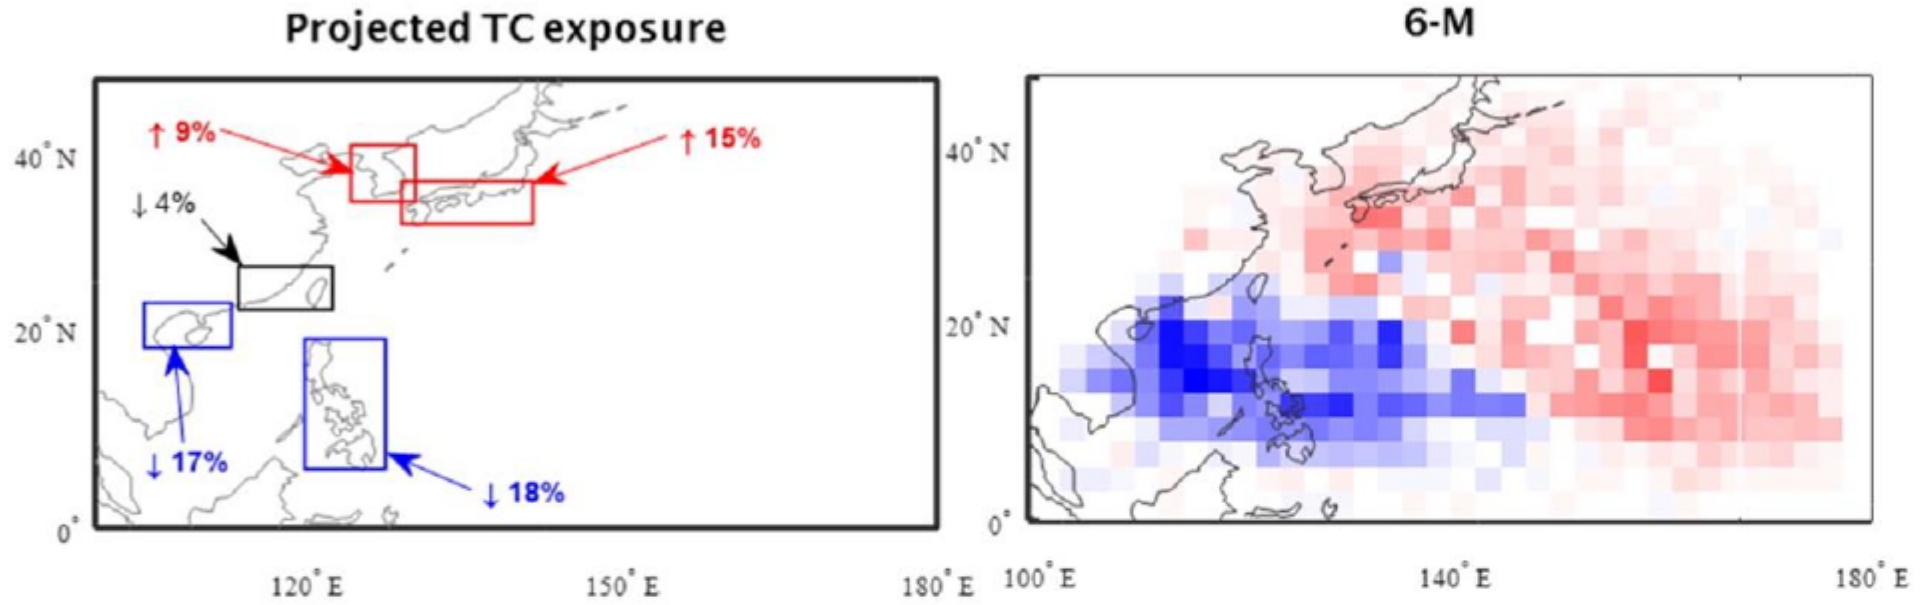 Projected TC exposure
6-M
↑ 9%
↑ 15%
40°N
40°N
↓ 4%
20°N
20°N
↓ 17%
↓ 18%
0°
0°
120°E
150°E
180°E
100°E
140°E
180°E